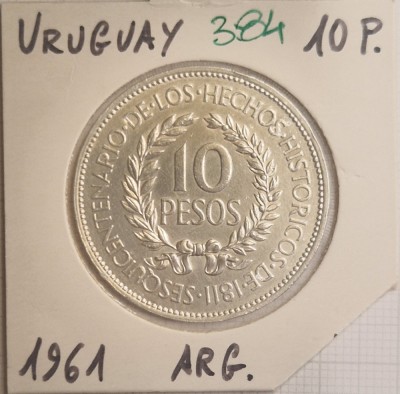 URUGUAY 384 10 P.
SESQUICENTENARIO·DE·LOS·HECHOS·HISTORICOS·DE·1811·
10
PESOS
1961 ARG.